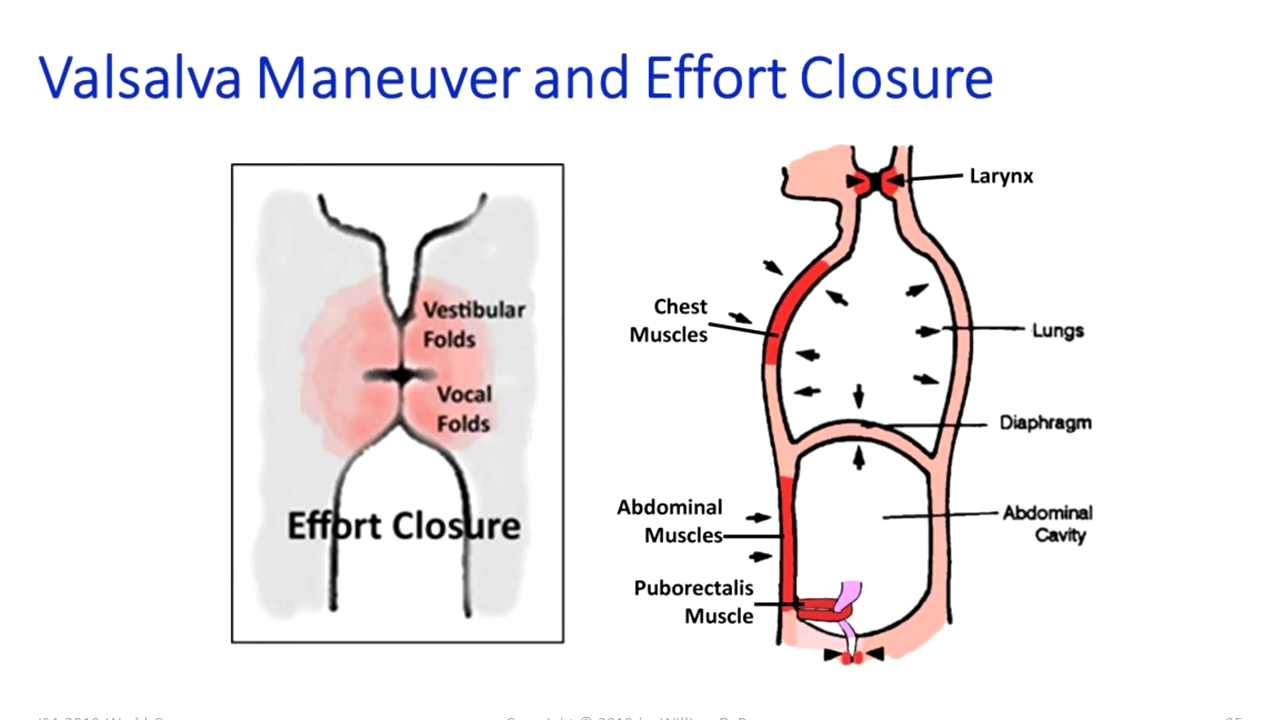 Valsalva Maneuver and Effort Closure
Vestibular
Folds
Vocal
Folds
Effort Closure
Larynx
Chest
Muscles
Lungs
Diaphragm
Abdominal
Muscles
Abdominal
Cavity
Puborectalis
Muscle